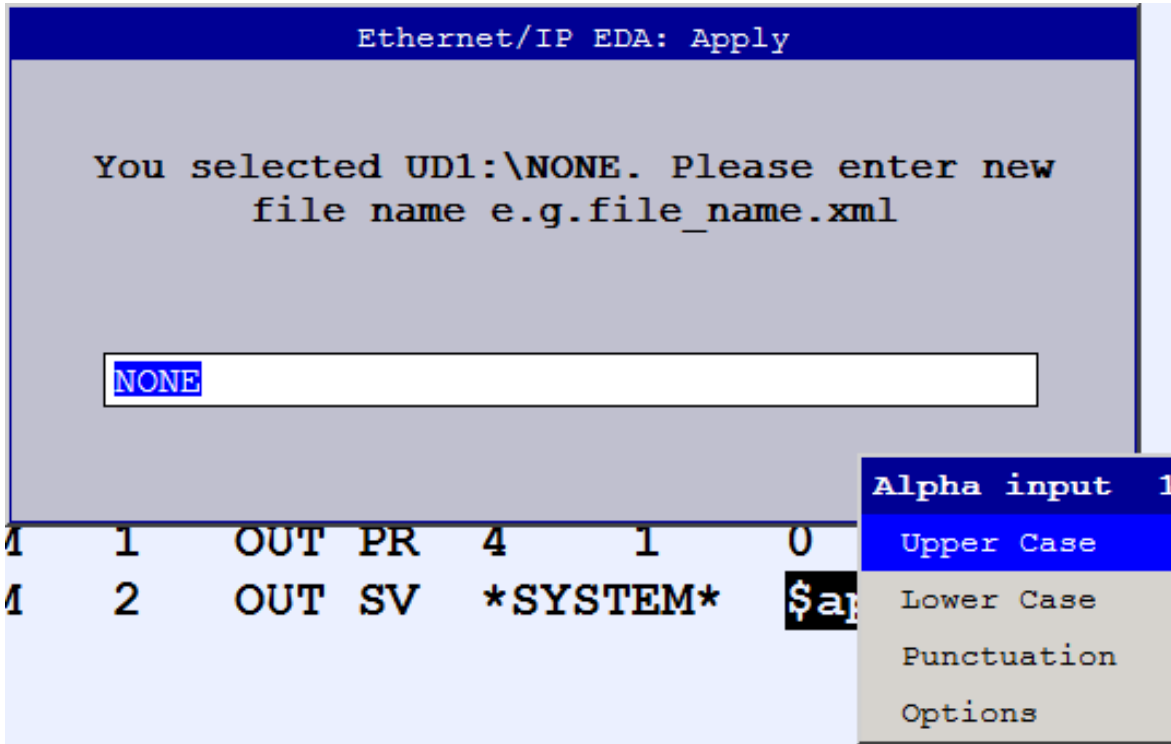 Ethernet/IP EDA: Apply
You selected UD1:\NONE. Please enter new
file name e.g.file_name.xml
NONE
Alpha input 1
Upper Case
Lower Case
Punctuation
Options
1 OUT PR 4 1 0
2 OUT SV *SYSTEM*